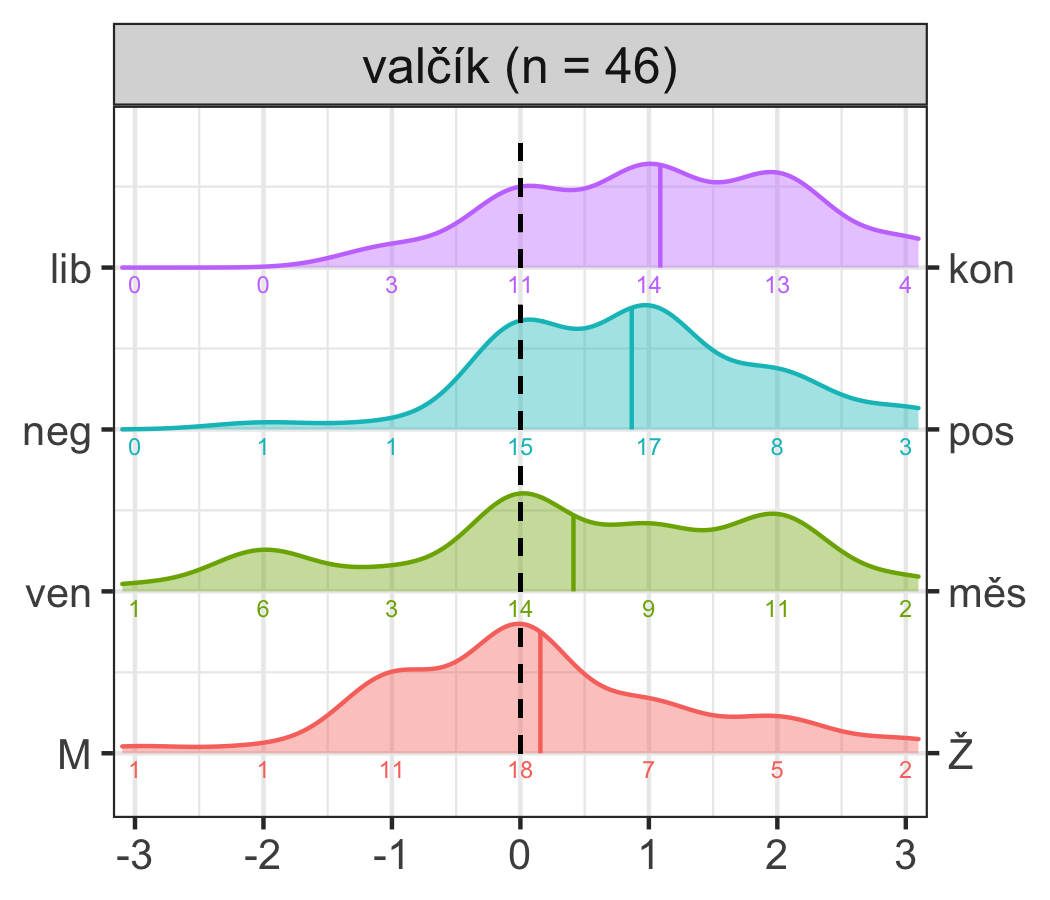 valčík (n = 46)
lib kon
0 0 3 11 14 13 4
neg pos
0 1 1 15 17 8 3
ven měs
1 6 3 14 9 11 2
M Ž
1 1 11 18 7 5 2
-3 -2 -1 0 1 2 3